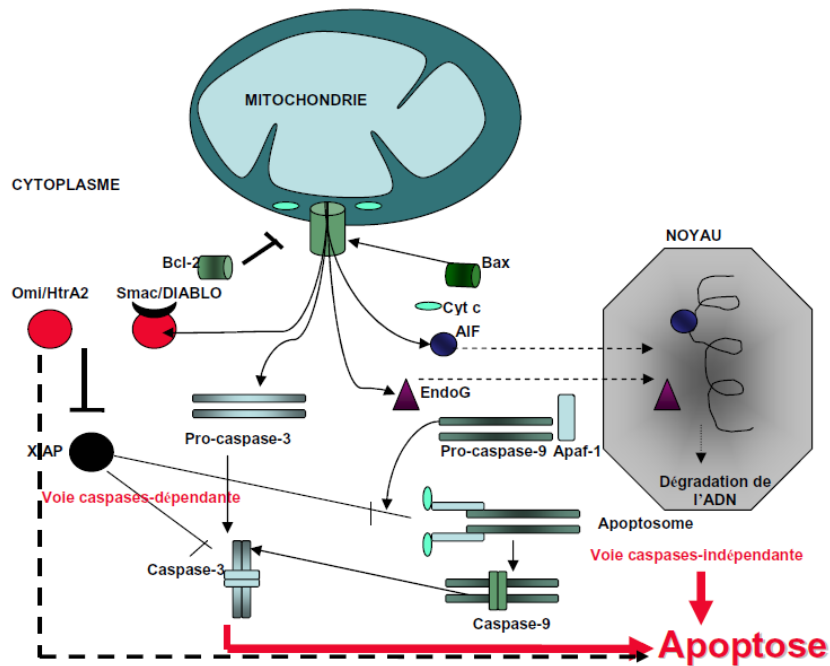 MITOCHONDRIE
CYTOPLASME
NOYAU
Bcl-2
Bax
Omi/HtrA2
Smac/DIABLO
Cyt c
AIF
EndoG
Pro-caspase-3
Pro-caspase-9
Apaf-1
XIAP
Dégradation de
l'ADN
Voie caspases-dépendante
Apoptosome
Voie caspases-indépendante
Caspase-3
Caspase-9
Apoptose